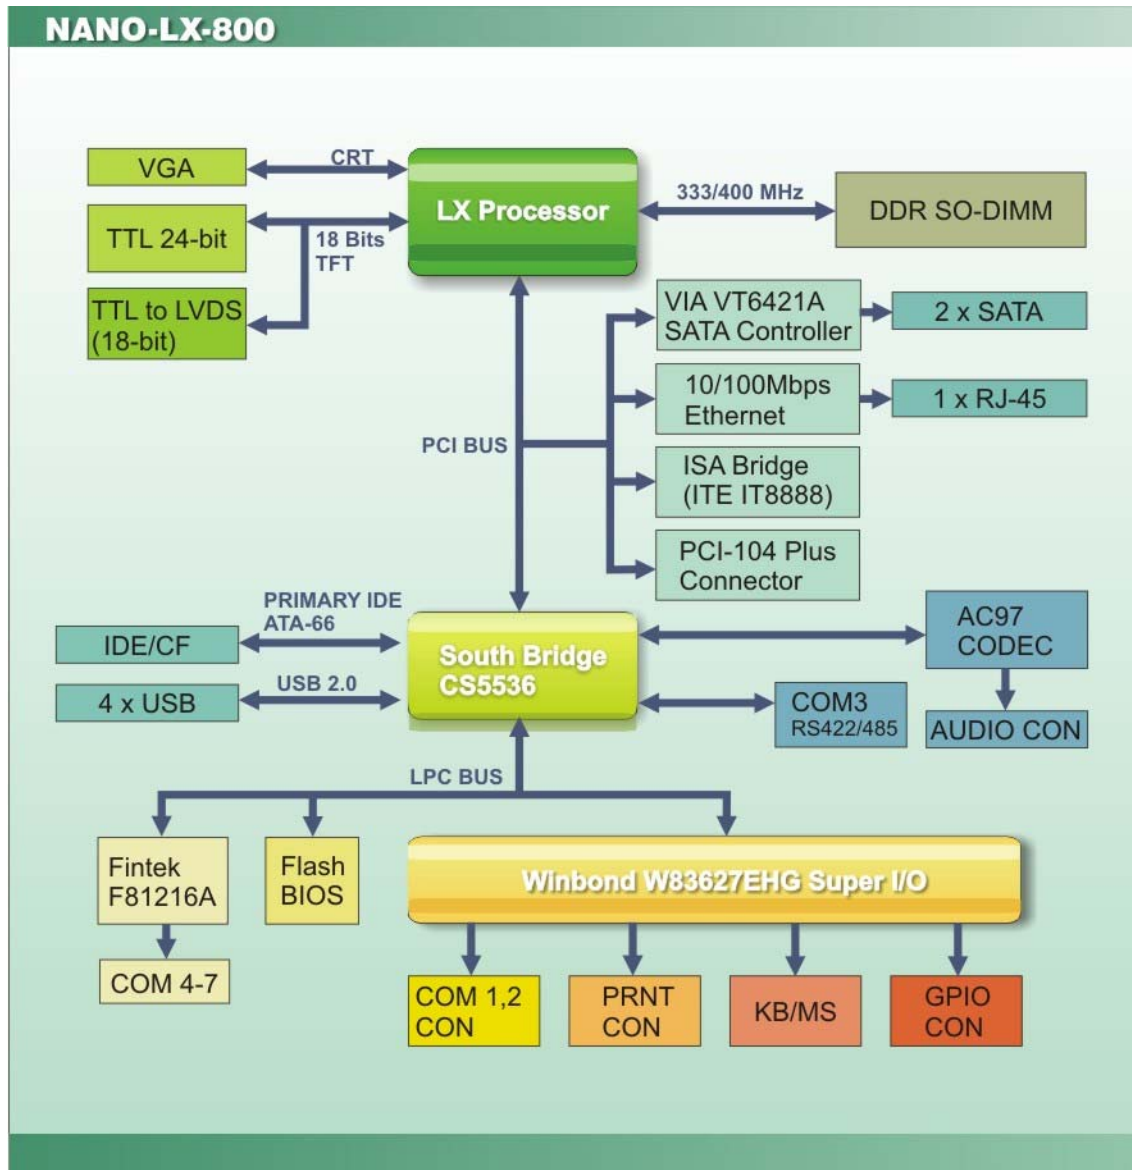 NANO-LX-800
VGA
CRT
LX Processor
333/400 MHz
DDR SO-DIMM
TTL 24-bit
18 Bits
TFT
TTL to LVDS
(18-bit)
VIA VT6421A
SATA Controller
2 x SATA
10/100Mbps
Ethernet
1 x RJ-45
PCI BUS
ISA Bridge
(ITE IT8888)
PCI-104 Plus
Connector
PRIMARY IDE
ATA-66
IDE/CF
South Bridge
CS5536
AC97
CODEC
4 x USB
USB 2.0
COM3
RS422/485
AUDIO CON
LPC BUS
Fintek
F81216A
Flash
BIOS
Winbond W83627EHG Super I/O
COM 4-7
COM 1,2
CON
PRNT
CON
KB/MS
GPIO
CON